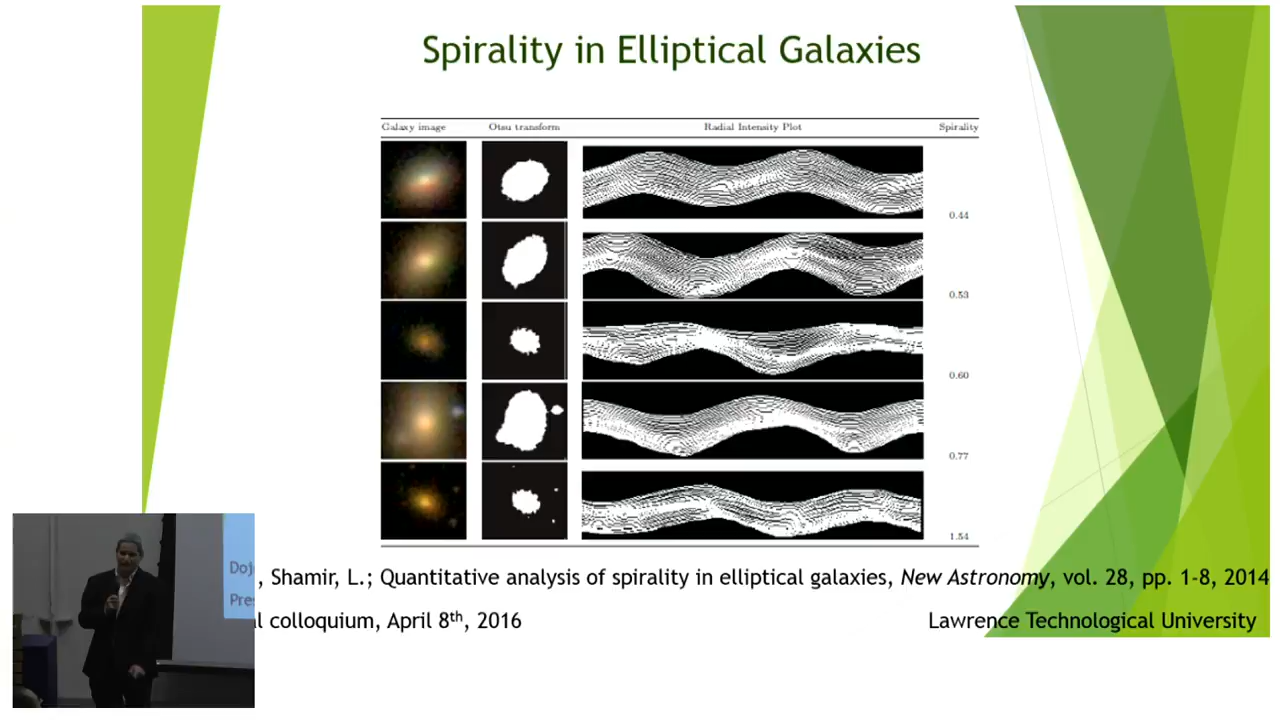 Spirality in Elliptical Galaxies
Galaxy image Otsu transform Radial Intensity Plot Spirality
0.44
0.53
0.60
0.77
1.54
Doj , Shamir, L.; Quantitative analysis of spirality in elliptical galaxies, New Astronomy, vol. 28, pp. 1-8, 2014
Pres l colloquium, April 8th, 2016 Lawrence Technological University